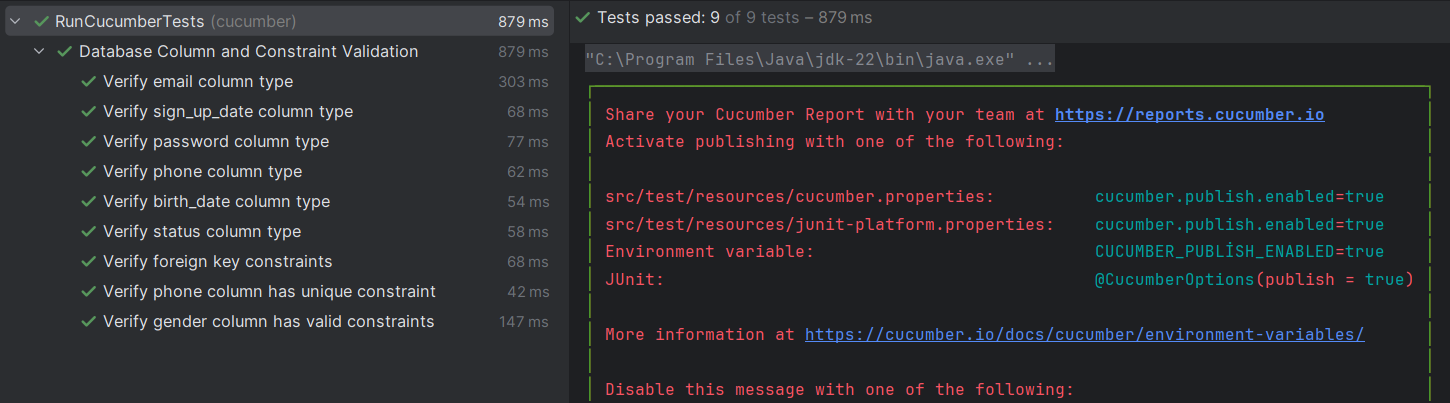 RunCucumberTests (cucumber) 879 ms
Database Column and Constraint Validation 879 ms
Verify email column type 303 ms
Verify sign_up_date column type 68 ms
Verify password column type 77 ms
Verify phone column type 62 ms
Verify birth_date column type 54 ms
Verify status column type 58 ms
Verify foreign key constraints 68 ms
Verify phone column has unique constraint 42 ms
Verify gender column has valid constraints 147 ms
Tests passed: 9 of 9 tests – 879 ms
"C:\Program Files\Java\jdk-22\bin\java.exe" ...
Share your Cucumber Report with your team at https://reports.cucumber.io
Activate publishing with one of the following:
src/test/resources/cucumber.properties: cucumber.publish.enabled=true
src/test/resources/junit-platform.properties: cucumber.publish.enabled=true
Environment variable: CUCUMBER_PUBLİSH_ENABLED=true
JUnit: @CucumberOptions(publish = true)
More information at https://cucumber.io/docs/cucumber/environment-variables/
Disable this message with one of the following: